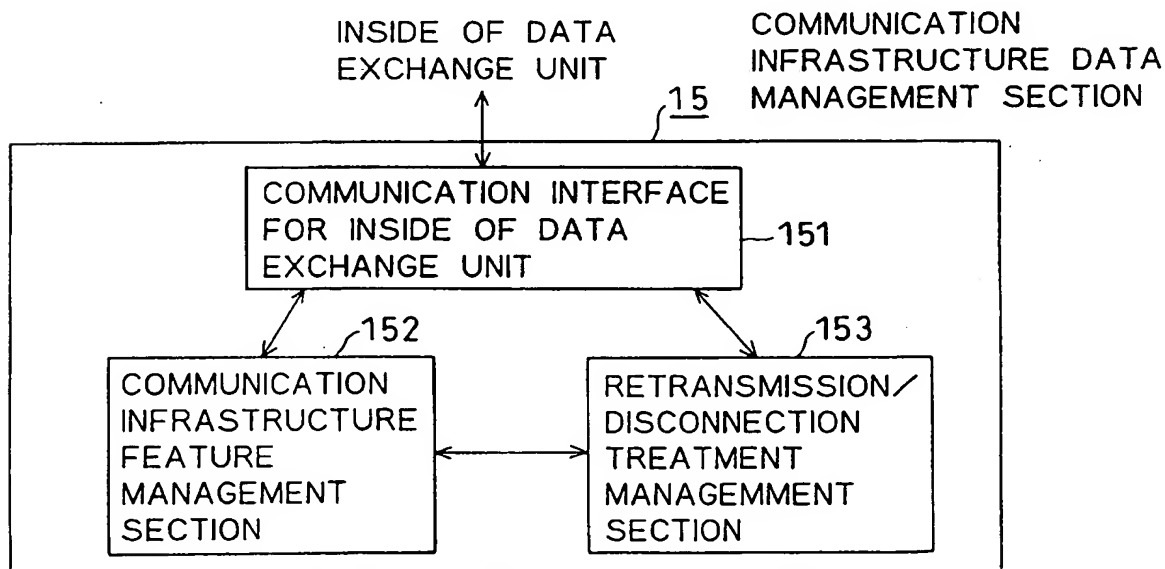 INSIDE OF DATA
EXCHANGE UNIT
COMMUNICATION
INFRASTRUCTURE DATA
MANAGEMENT SECTION
15
COMMUNICATION INTERFACE
FOR INSIDE OF DATA
EXCHANGE UNIT
151
152
COMMUNICATION
INFRASTRUCTURE
FEATURE
MANAGEMENT
SECTION
153
RETRANSMISSION/
DISCONNECTION
TREATMENT
MANAGEMMENT
SECTION